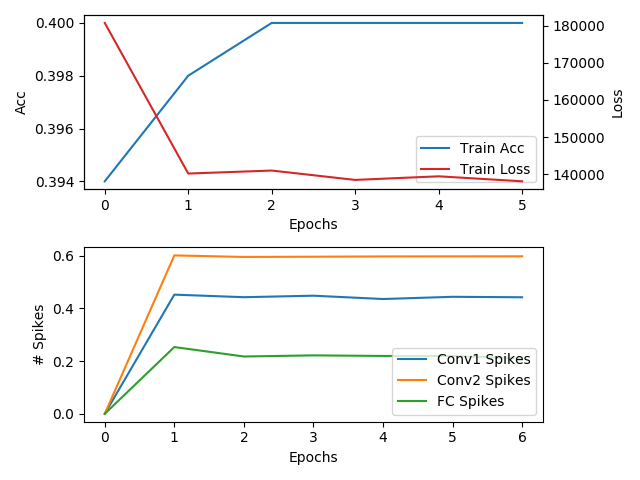 0.400
0.398
0.396
0.394
Acc
180000
170000
160000
150000
140000
Loss
Train Acc
Train Loss
0 1 2 3 4 5
Epochs
0.6
0.4
0.2
0.0
# Spikes
Conv1 Spikes
Conv2 Spikes
FC Spikes
0 1 2 3 4 5 6
Epochs